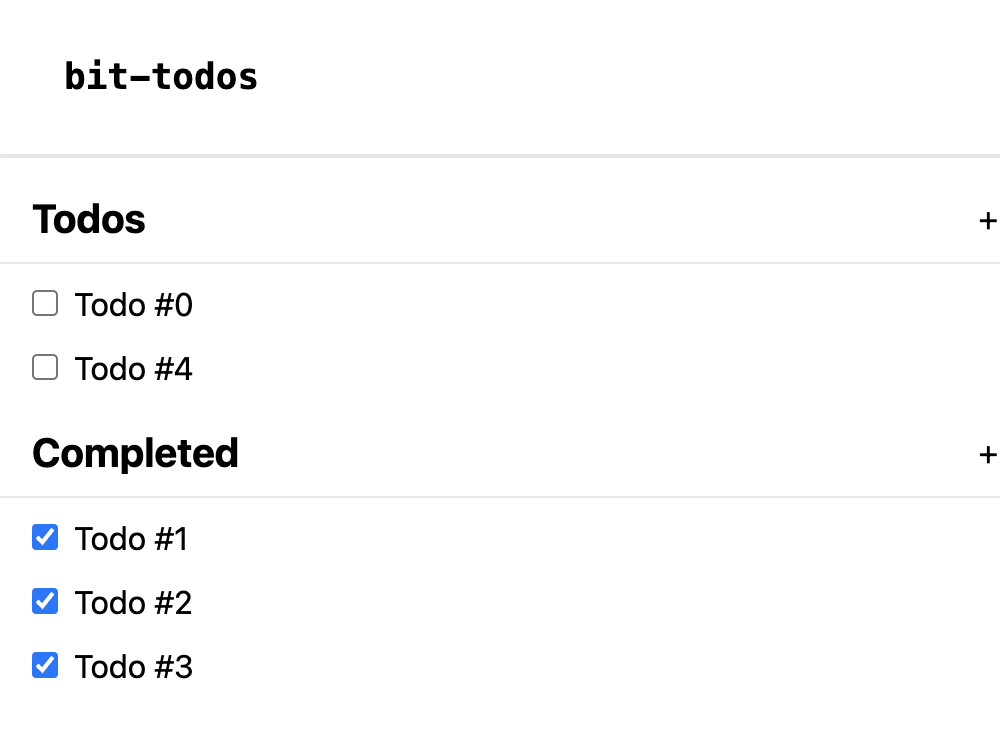 bit-todos
Todos +
Todo #0
Todo #4
Completed +
Todo #1
Todo #2
Todo #3